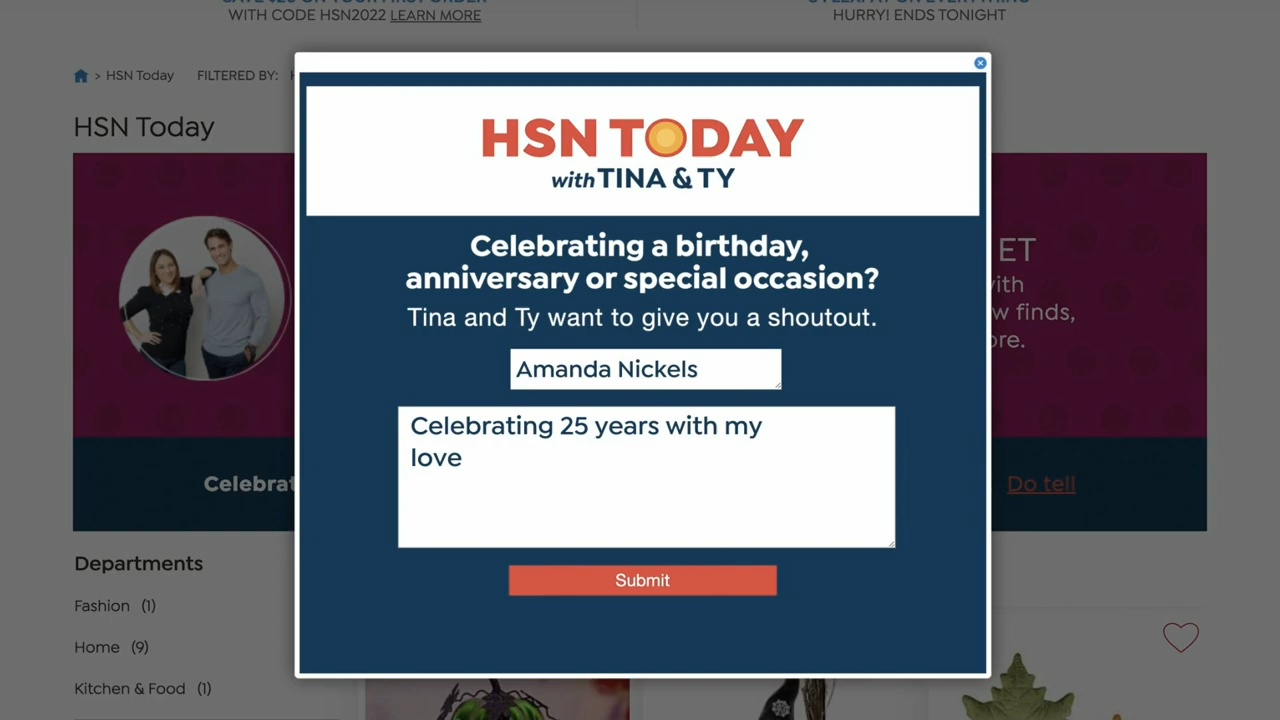 WITH CODE HSN2022 LEARN MORE
HURRY! ENDS TONIGHT
> HSN Today FILTERED BY:
HSN Today
HSN TODAY
with TINA & TY
Celebrating a birthday,
anniversary or special occasion?
Tina and Ty want to give you a shoutout.
Amanda Nickels
Celebrating 25 years with my
love
Submit
ET
with
w finds,
ore.
Celebrat
Do tell
Departments
Fashion (1)
Home (9)
Kitchen & Food (1)